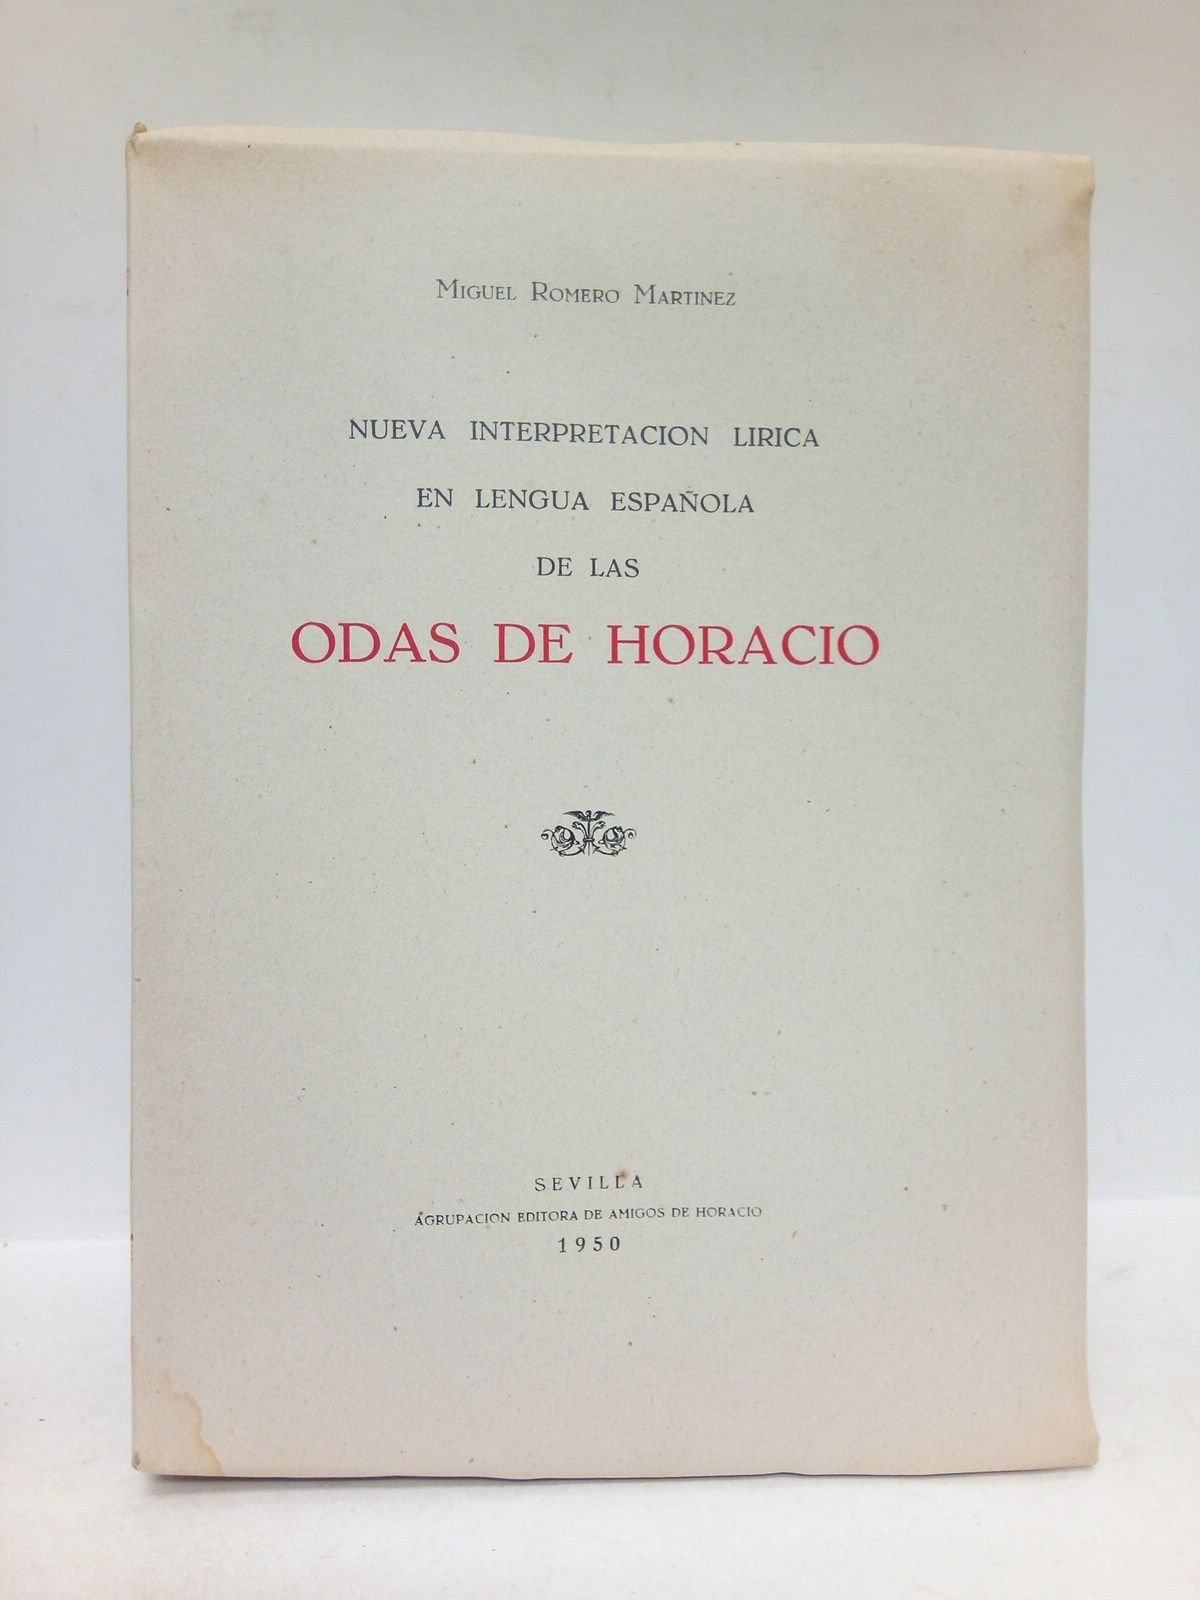 Miguel Romero Martinez
NUEVA INTERPRETACION LIRICA
EN LENGUA ESPAÑOLA
DE LAS
ODAS DE HORACIO
SEVILLA
AGRUPACION EDITORA DE AMIGOS DE HORACIO
1950